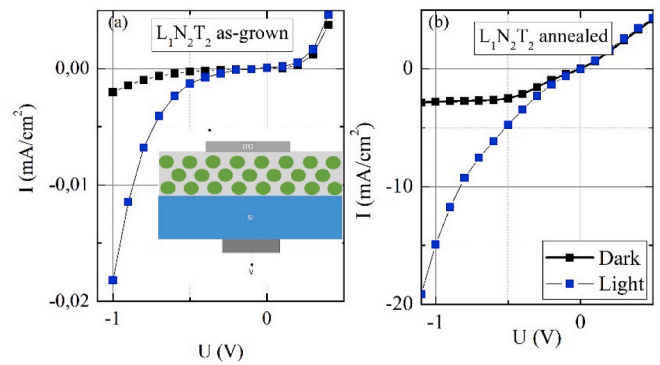 (a)
L₁N₂T₂ as-grown
0,00
-0,01
-0,02
I (mA/cm²)
-1
0
U (V)
ITO
Si
(b)
L₁N₂T₂ annealed
0
-10
-20
I (mA/cm²)
Dark
Light
-1
0
U (V)